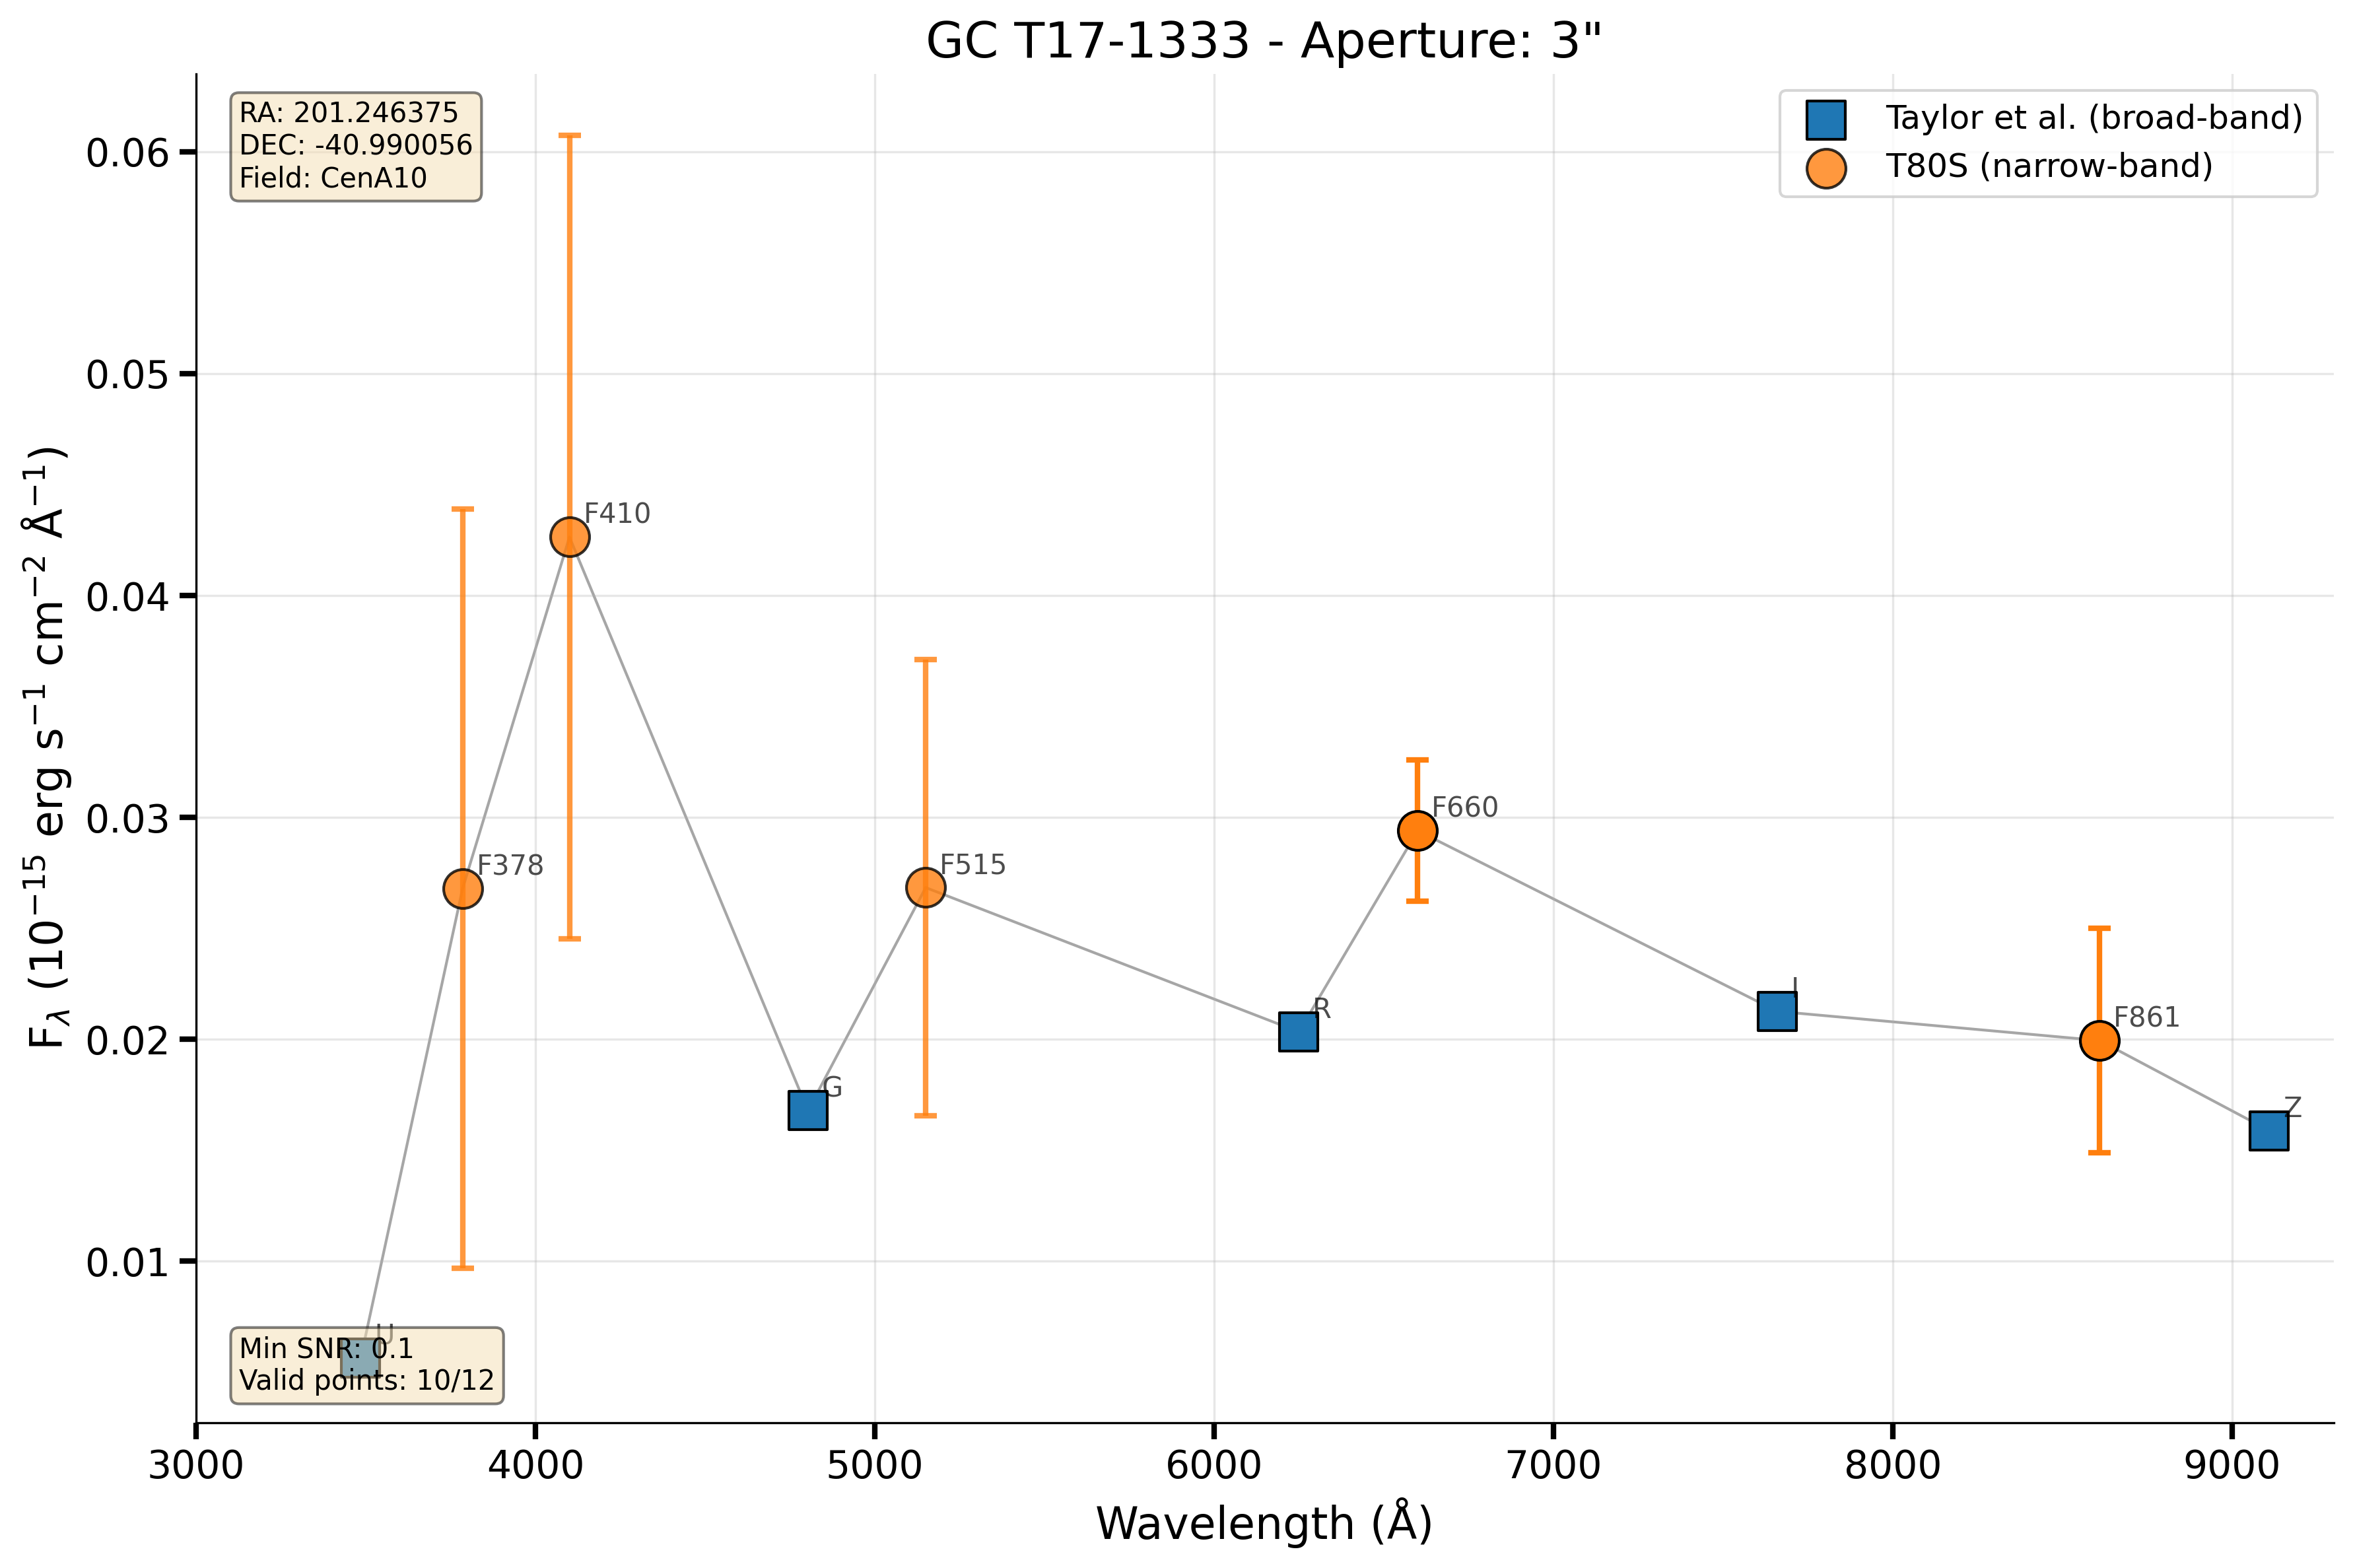 GC T17-1333 - Aperture: 3"
RA: 201.246375
DEC: -40.990056
Field: CenA10
Taylor et al. (broad-band)
T80S (narrow-band)
0.06
0.05
0.04
0.03
0.02
0.01
F_λ (10⁻¹⁵ erg s⁻¹ cm⁻² Å⁻¹)
F410
F378
F515
F660
G
R
I
F861
Z
U
Min SNR: 0.1
Valid points: 10/12
3000 4000 5000 6000 7000 8000 9000
Wavelength (Å)